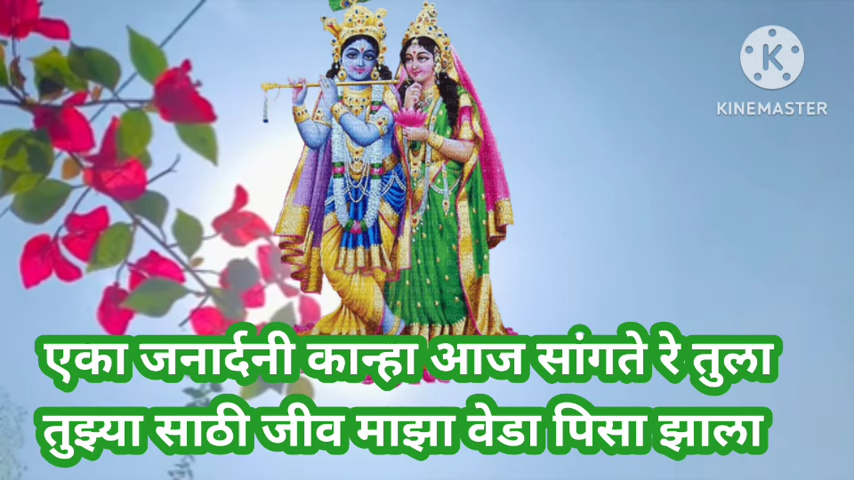 KINEMASTER
एका जनार्दनी कान्हा आज सांगते रे तुला
तुझ्या साठी जीव माझा वेडा पिसा झाला